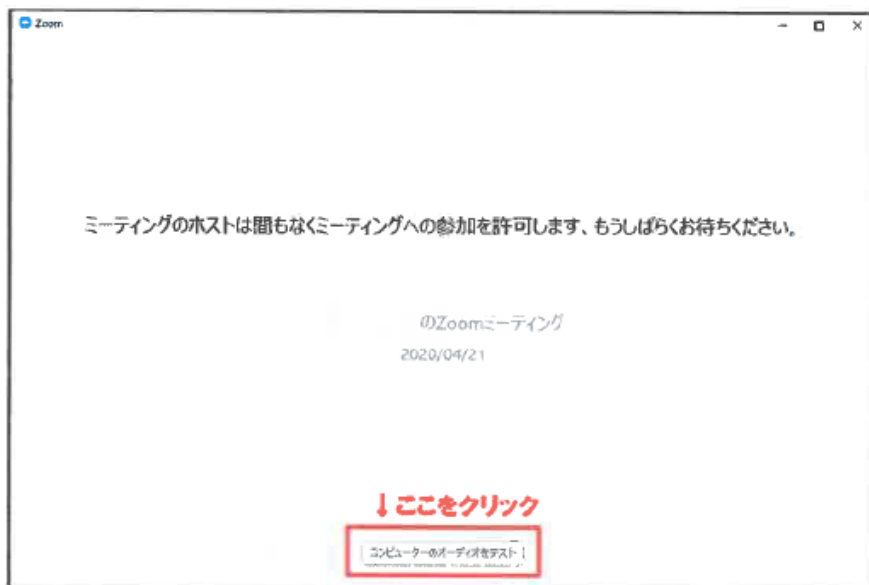 Zoom
ミーティングのホストは間もなくミーティングへの参加を許可します、もうしばらくお待ちください。
のZoomミーティング
2020/04/21
↓ここをクリック
コンピューターのオーディオをテスト